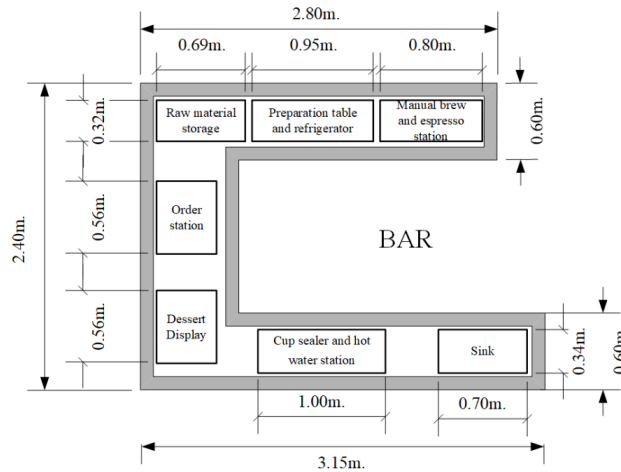 2.80m.
0.69m.
0.95m.
0.80m.
Raw material
storage
Preparation table
and refrigerator
Manual brew
and espresso
station
0.32m.
0.60m.
2.40m.
0.56m.
Order
station
BAR
0.56m.
Dessert
Display
Cup sealer and hot
water station
Sink
0.34m.
0.60m.
1.00m.
0.70m.
3.15m.